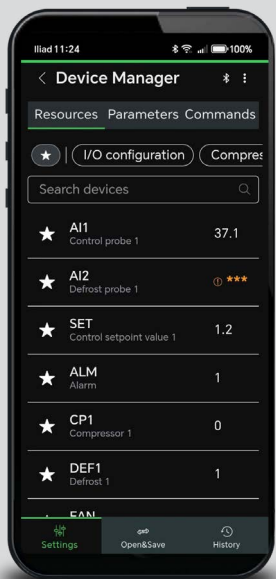 Iliad 11:24 100%
Device Manager
Resources Parameters Commands
I/O configuration Compres
Search devices
AI1 37.1
Control probe 1
AI2 ***
Defrost probe 1
SET 1.2
Control setpoint value 1
ALM 1
Alarm
CP1 0
Compressor 1
DEF1 1
Defrost 1
FAN
Settings Open&Save History